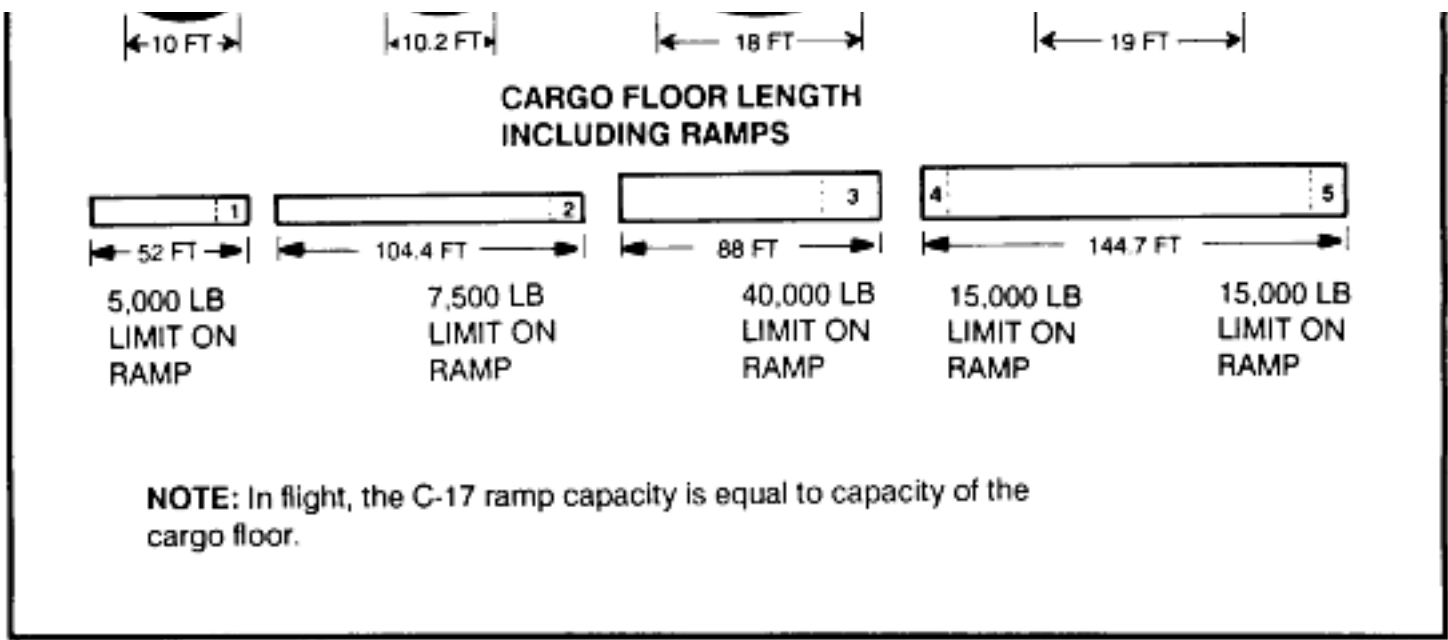 10 FT 10.2 FT 18 FT 19 FT
CARGO FLOOR LENGTH
INCLUDING RAMPS
1 2 3 4 5
52 FT 104.4 FT 88 FT 144.7 FT
5,000 LB 7,500 LB 40,000 LB 15,000 LB 15,000 LB
LIMIT ON LIMIT ON LIMIT ON LIMIT ON LIMIT ON
RAMP RAMP RAMP RAMP RAMP
NOTE: In flight, the C-17 ramp capacity is equal to capacity of the
cargo floor.